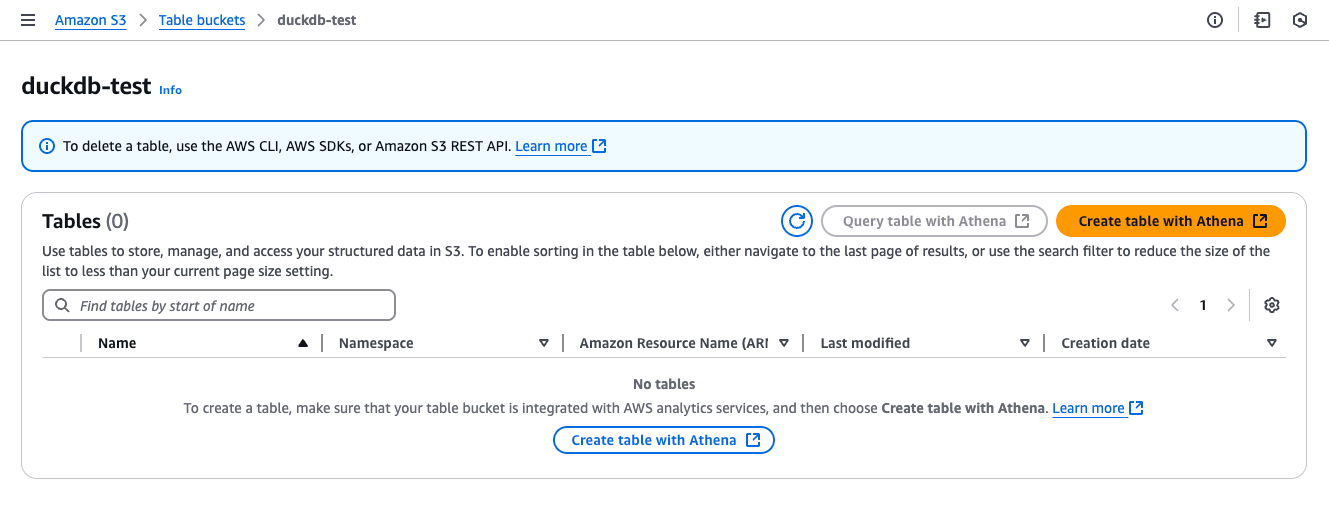 Amazon S3 > Table buckets > duckdb-test
duckdb-test Info
To delete a table, use the AWS CLI, AWS SDKs, or Amazon S3 REST API. Learn more
Tables (0)
Query table with Athena
Create table with Athena
Use tables to store, manage, and access your structured data in S3. To enable sorting in the table below, either navigate to the last page of results, or use the search filter to reduce the size of the
list to less than your current page size setting.
Find tables by start of name
1
Name Namespace Amazon Resource Name (ARN Last modified Creation date
No tables
To create a table, make sure that your table bucket is integrated with AWS analytics services, and then choose Create table with Athena. Learn more
Create table with Athena